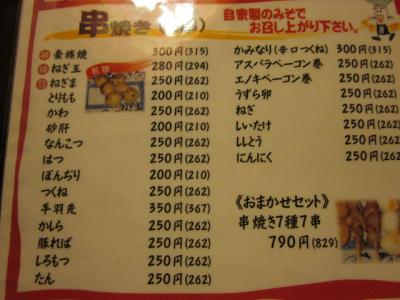 串焼き
自家製のみそで
お召し上がり下さい。
豪族焼 300円(315)
ねぎ玉 280円(294)
ねぎま 250円(262)
名物
とりもも 200円(210)
かわ 250円(262)
砂肝 200円(210)
なんこつ 250円(262)
はつ 250円(262)
ぼんぢり 200円(210)
つくね 250円(262)
手羽先 350円(367)
かしら 250円(262)
豚ればー 250円(262)
しろもつ 250円(262)
たん 250円(262)
かみなり(辛口つくね) 300円(315)
アスパラベーコン巻 250円(262)
エノキベーコン巻 250円(262)
うずら卵 200円(210)
ねぎ 250円(262)
しいたけ 250円(262)
ししとう 250円(262)
にんにく 250円(262)
《おまかせセット》
串焼き7種7串
790円(829)